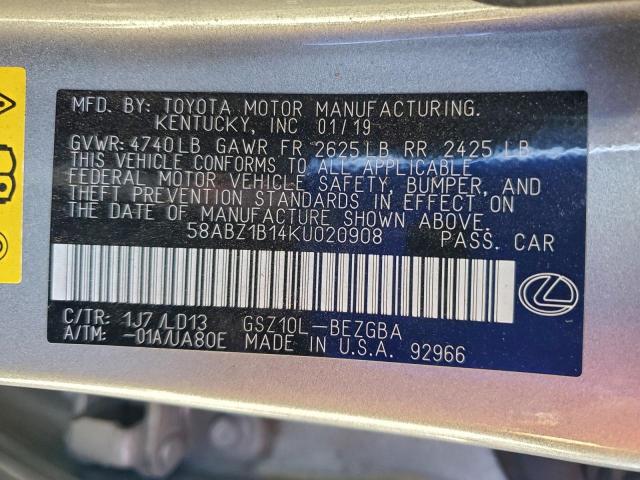 MFD. BY: TOYOTA MOTOR MANUFACTURING.
KENTUCKY, INC 01/19
GVWR: 4740LB GAWR FR 2625LB RR 2425 LB
THIS VEHICLE CONFORMS TO ALL APPLICABLE
FEDERAL MOTOR VEHICLE SAFETY, BUMPER, AND
THEFT PREVENTION STANDARDS IN EFFECT ON
THE DATE OF MANUFACTURE SHOWN ABOVE.
58ABZ1B14KU020908 PASS. CAR
C/TR: 1J7/LD13 GSZ10L-BEZGBA
A/TM: -01A/UA80E MADE IN U.S.A. 92966